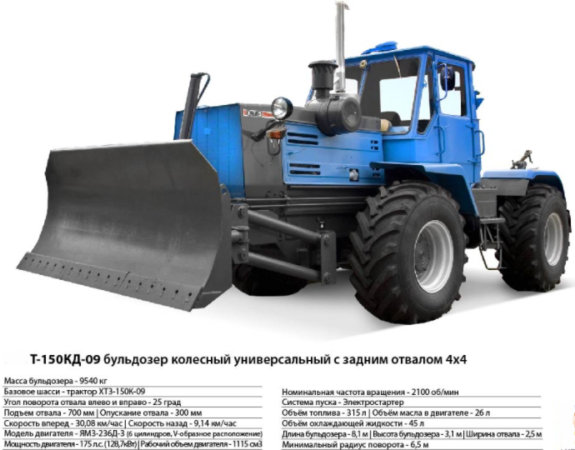 Т-150КД-09 бульдозер колесный универсальный с задним отвалом 4х4
Масса бульдозера - 9540 кг
Базовое шасси - трактор ХТЗ-150К-09
Угол поворота отвала влево и вправо - 25 град
Подъем отвала - 700 мм | Опускание отвала - 300 мм
Скорость вперед - 30,08 км/час | Скорость назад - 9,14 км/час
Модель двигателя - ЯМЗ-236Д-3 (6 цилиндров, V-образное расположение)
Мощность двигателя - 175 л.с. (128,7кВт) | Рабочий объем двигателя - 1115 см3
Номинальная частота вращения - 2100 об/мин
Система пуска - Электростартер
Объём топлива - 315 л | Объём масла в двигателе - 26 л
Объём охлаждающей жидкости - 45 л
Длина бульдозера - 8,1 м | Высота бульдозера - 3,1 м | Ширина отвала - 2,5 м
Минимальный радиус поворота - 6,5 м